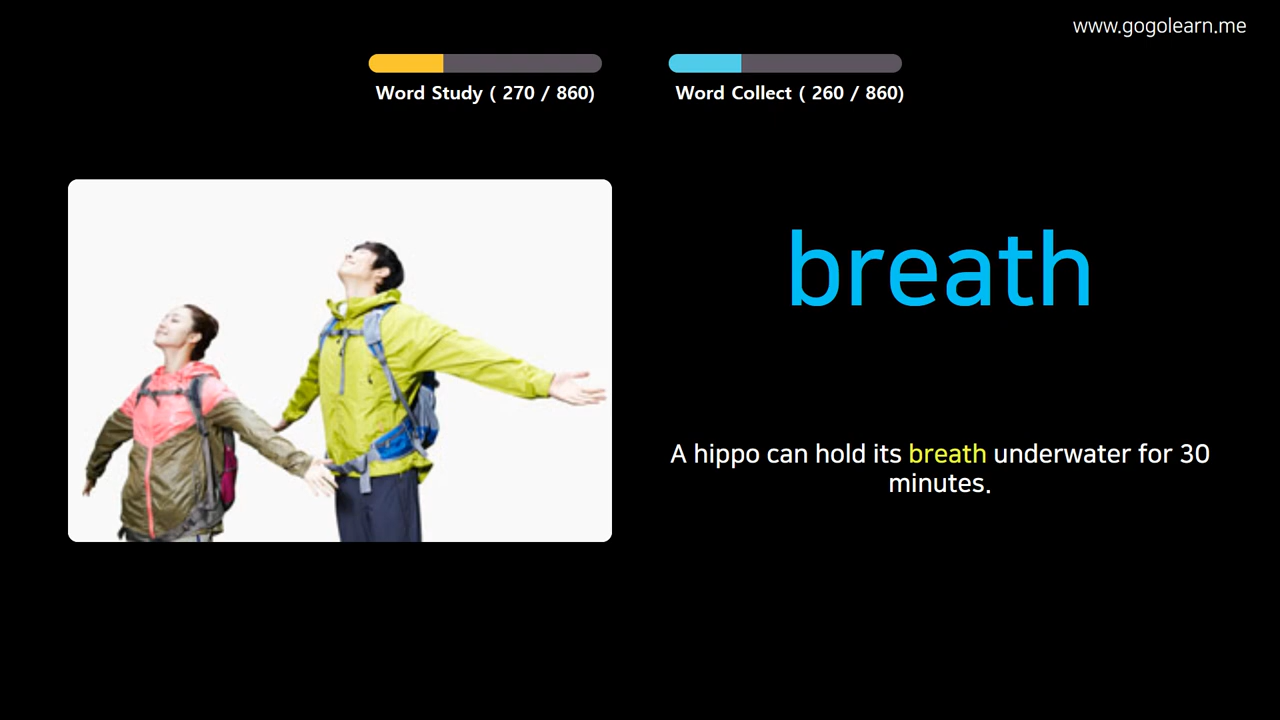 www.gogolearn.me
Word Study ( 270 / 860)
Word Collect ( 260 / 860)
breath
A hippo can hold its breath underwater for 30
minutes.